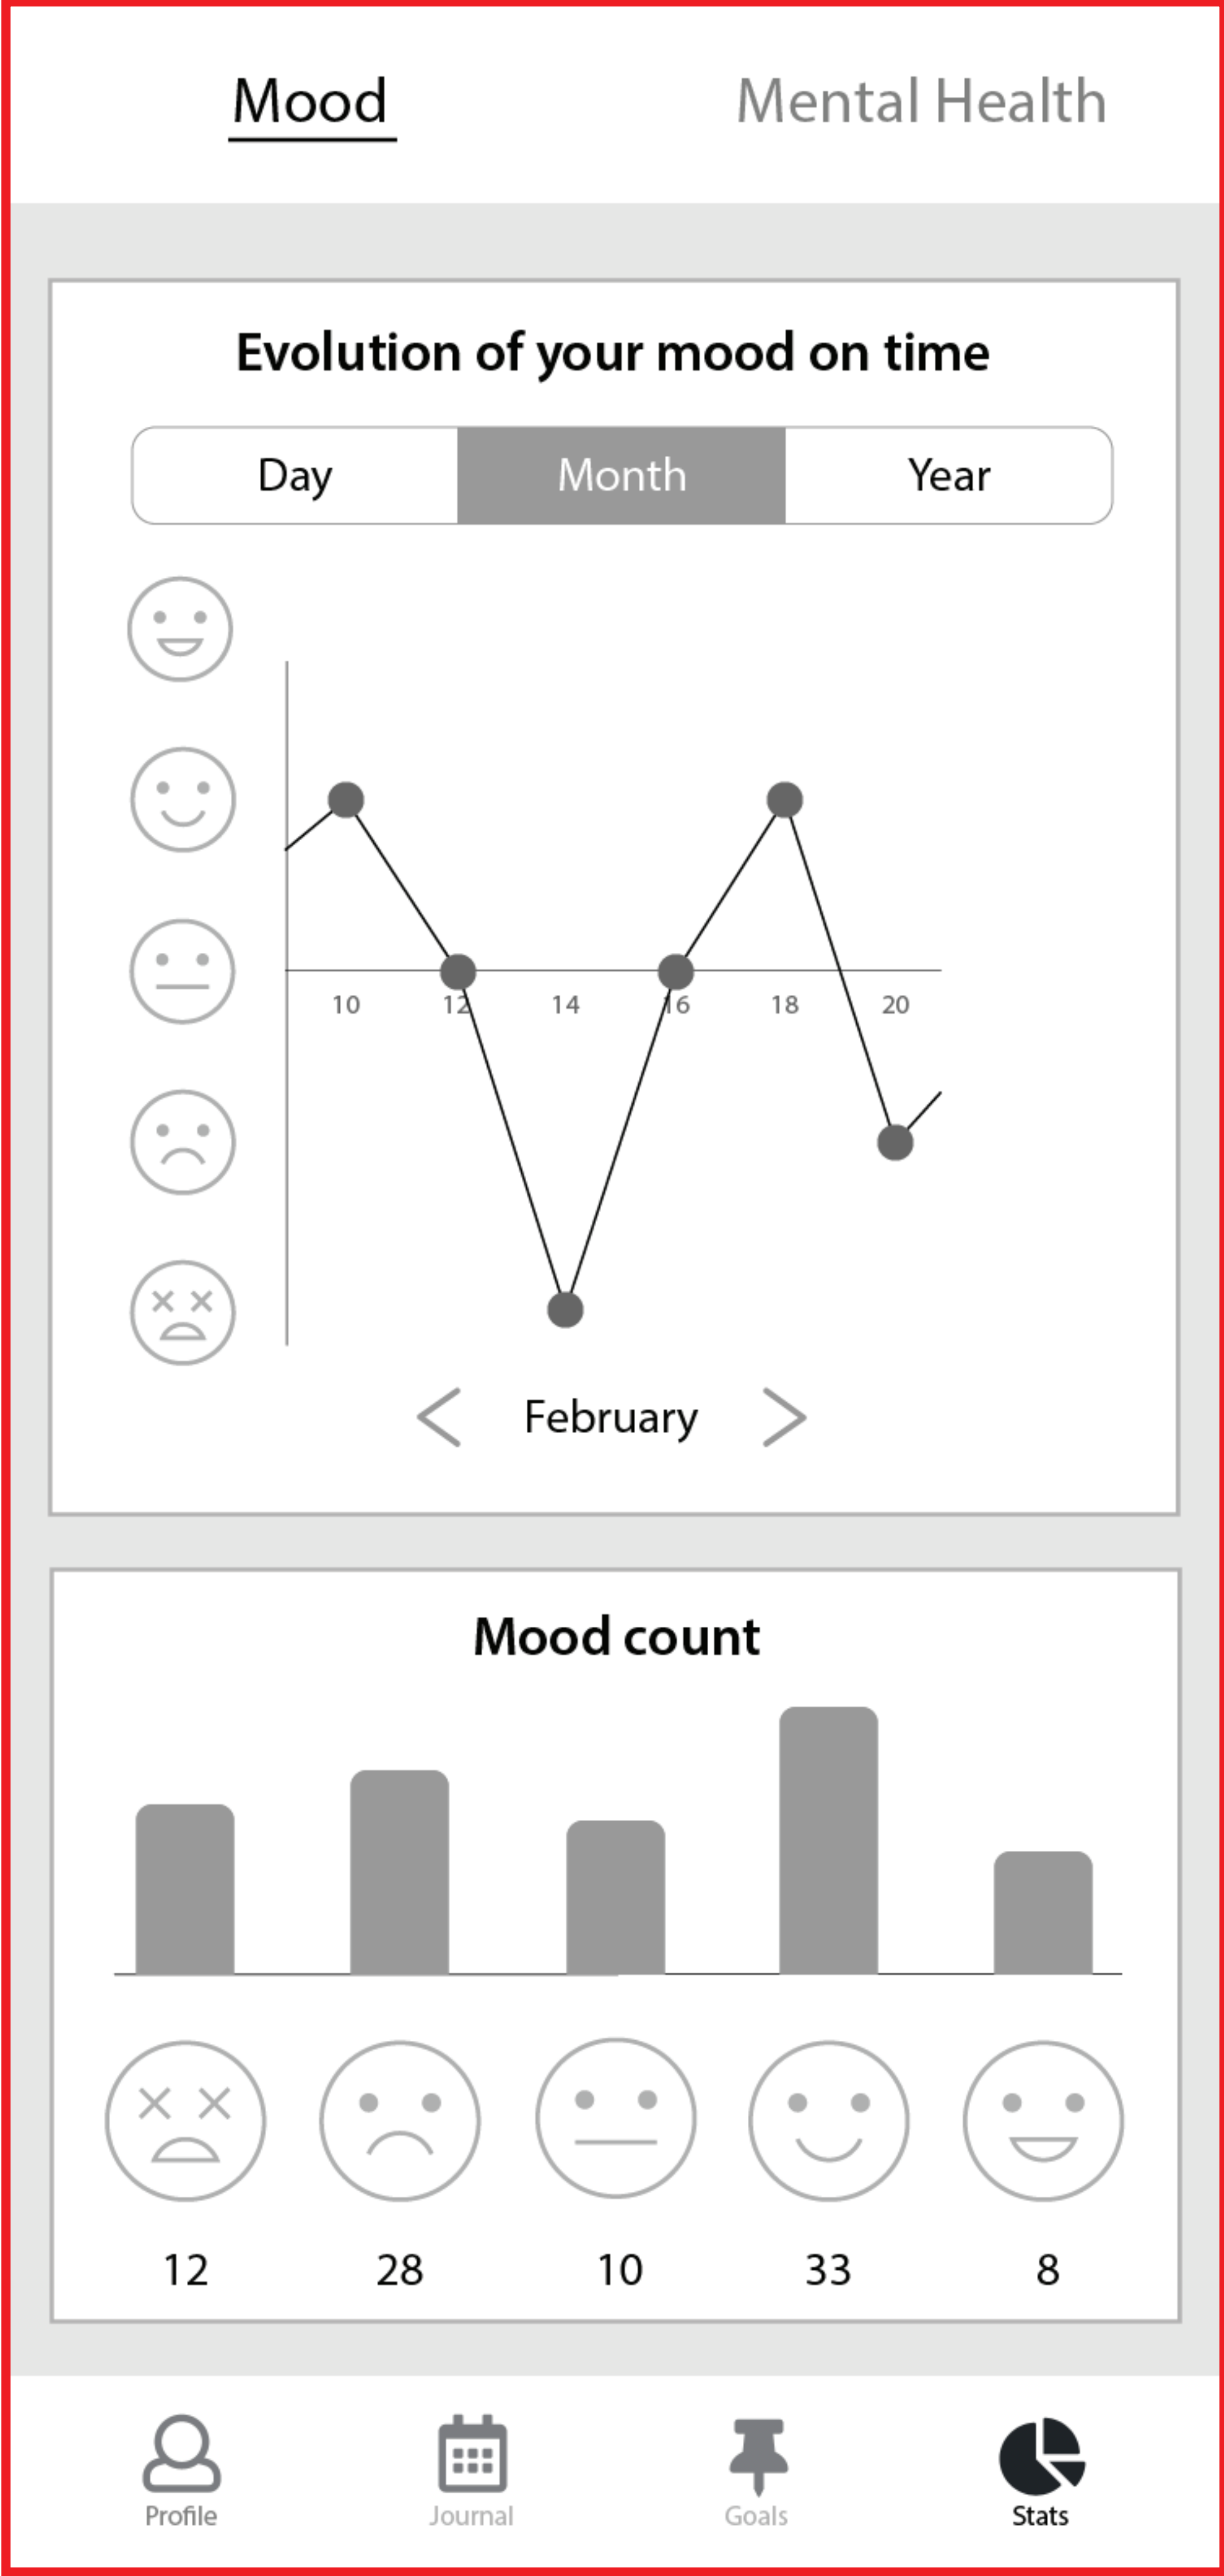 Mood Mental Health
Evolution of your mood on time
Day Month Year
10 12 14 16 18 20
February
Mood count
12 28 10 33 8
Profile Journal Goals Stats